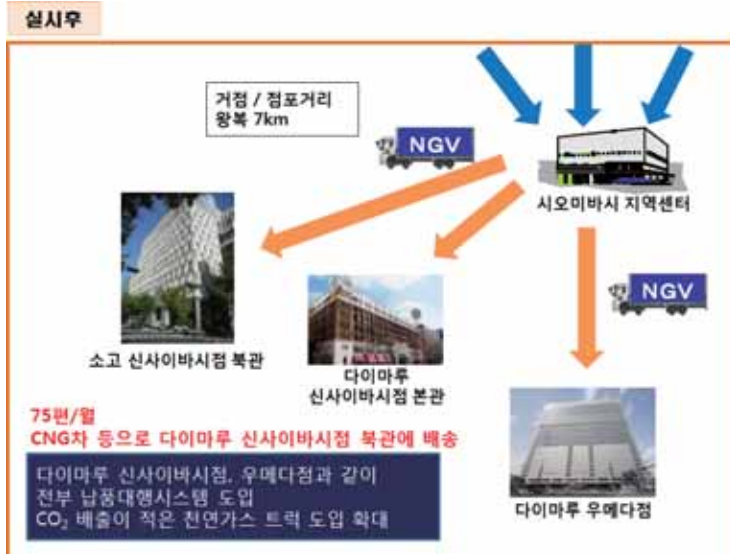 실시후
거점 / 점포거리
왕복 7km
NGV
시오미바시 지역센터
NGV
소고 신사이바시점 북관
다이마루
신사이바시점 본관
75편/월
CNG차 등으로 다이마루 신사이바시점 북관에 배송
다이마루 신사이바시점, 우메다점과 같이
전부 납품대행시스템 도입
CO₂ 배출이 적은 천연가스 트럭 도입 확대
다이마루 우메다점